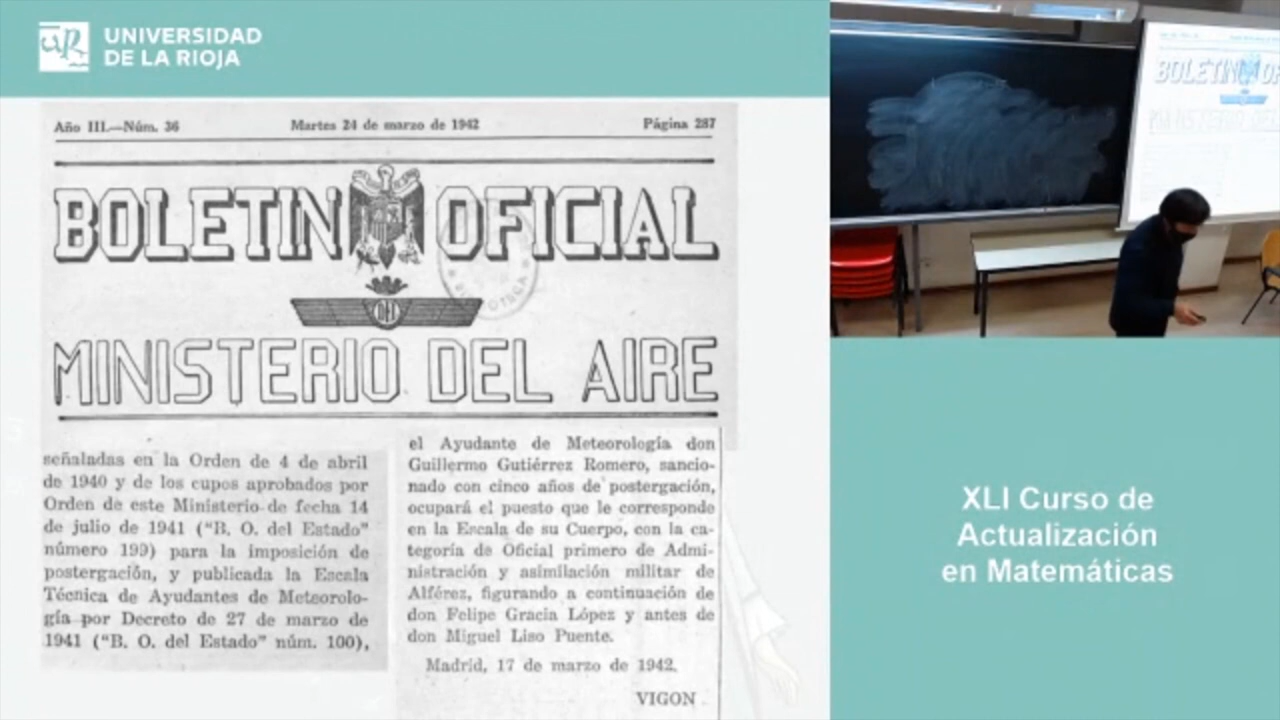 UNIVERSIDAD
DE LA RIOJA
Año III.—Núm. 36
Martes 24 de marzo de 1942
Página 287
BOLETIN OFICIAL
DEL
MINISTERIO DEL AIRE
señaladas en la Orden de 4 de abril
de 1940 y de los cupos aprobados por
Orden de este Ministerio de fecha 14
de julio de 1941 ("B. O. del Estado"
número 199) para la imposición de
postergación, y publicada la Escala
Técnica de Ayudantes de Meteorolo-
gía por Decreto de 27 de marzo de
1941 ("B. O. del Estado" núm. 100),
el Ayudante de Meteorología don
Guillermo Gutiérrez Romero, sancio-
nado con cinco años de postergación,
ocupará el puesto que le corresponde
en la Escala de su Cuerpo, con la ca-
tegoría de Oficial primero de Admi-
nistración y asimilación militar de
Alférez, figurando a continuación de
don Felipe Gracia López y antes de
don Miguel Liso Puente.
Madrid, 17 de marzo de 1942.
VIGON
BOLETIN
XLI Curso de
Actualización
en Matemáticas